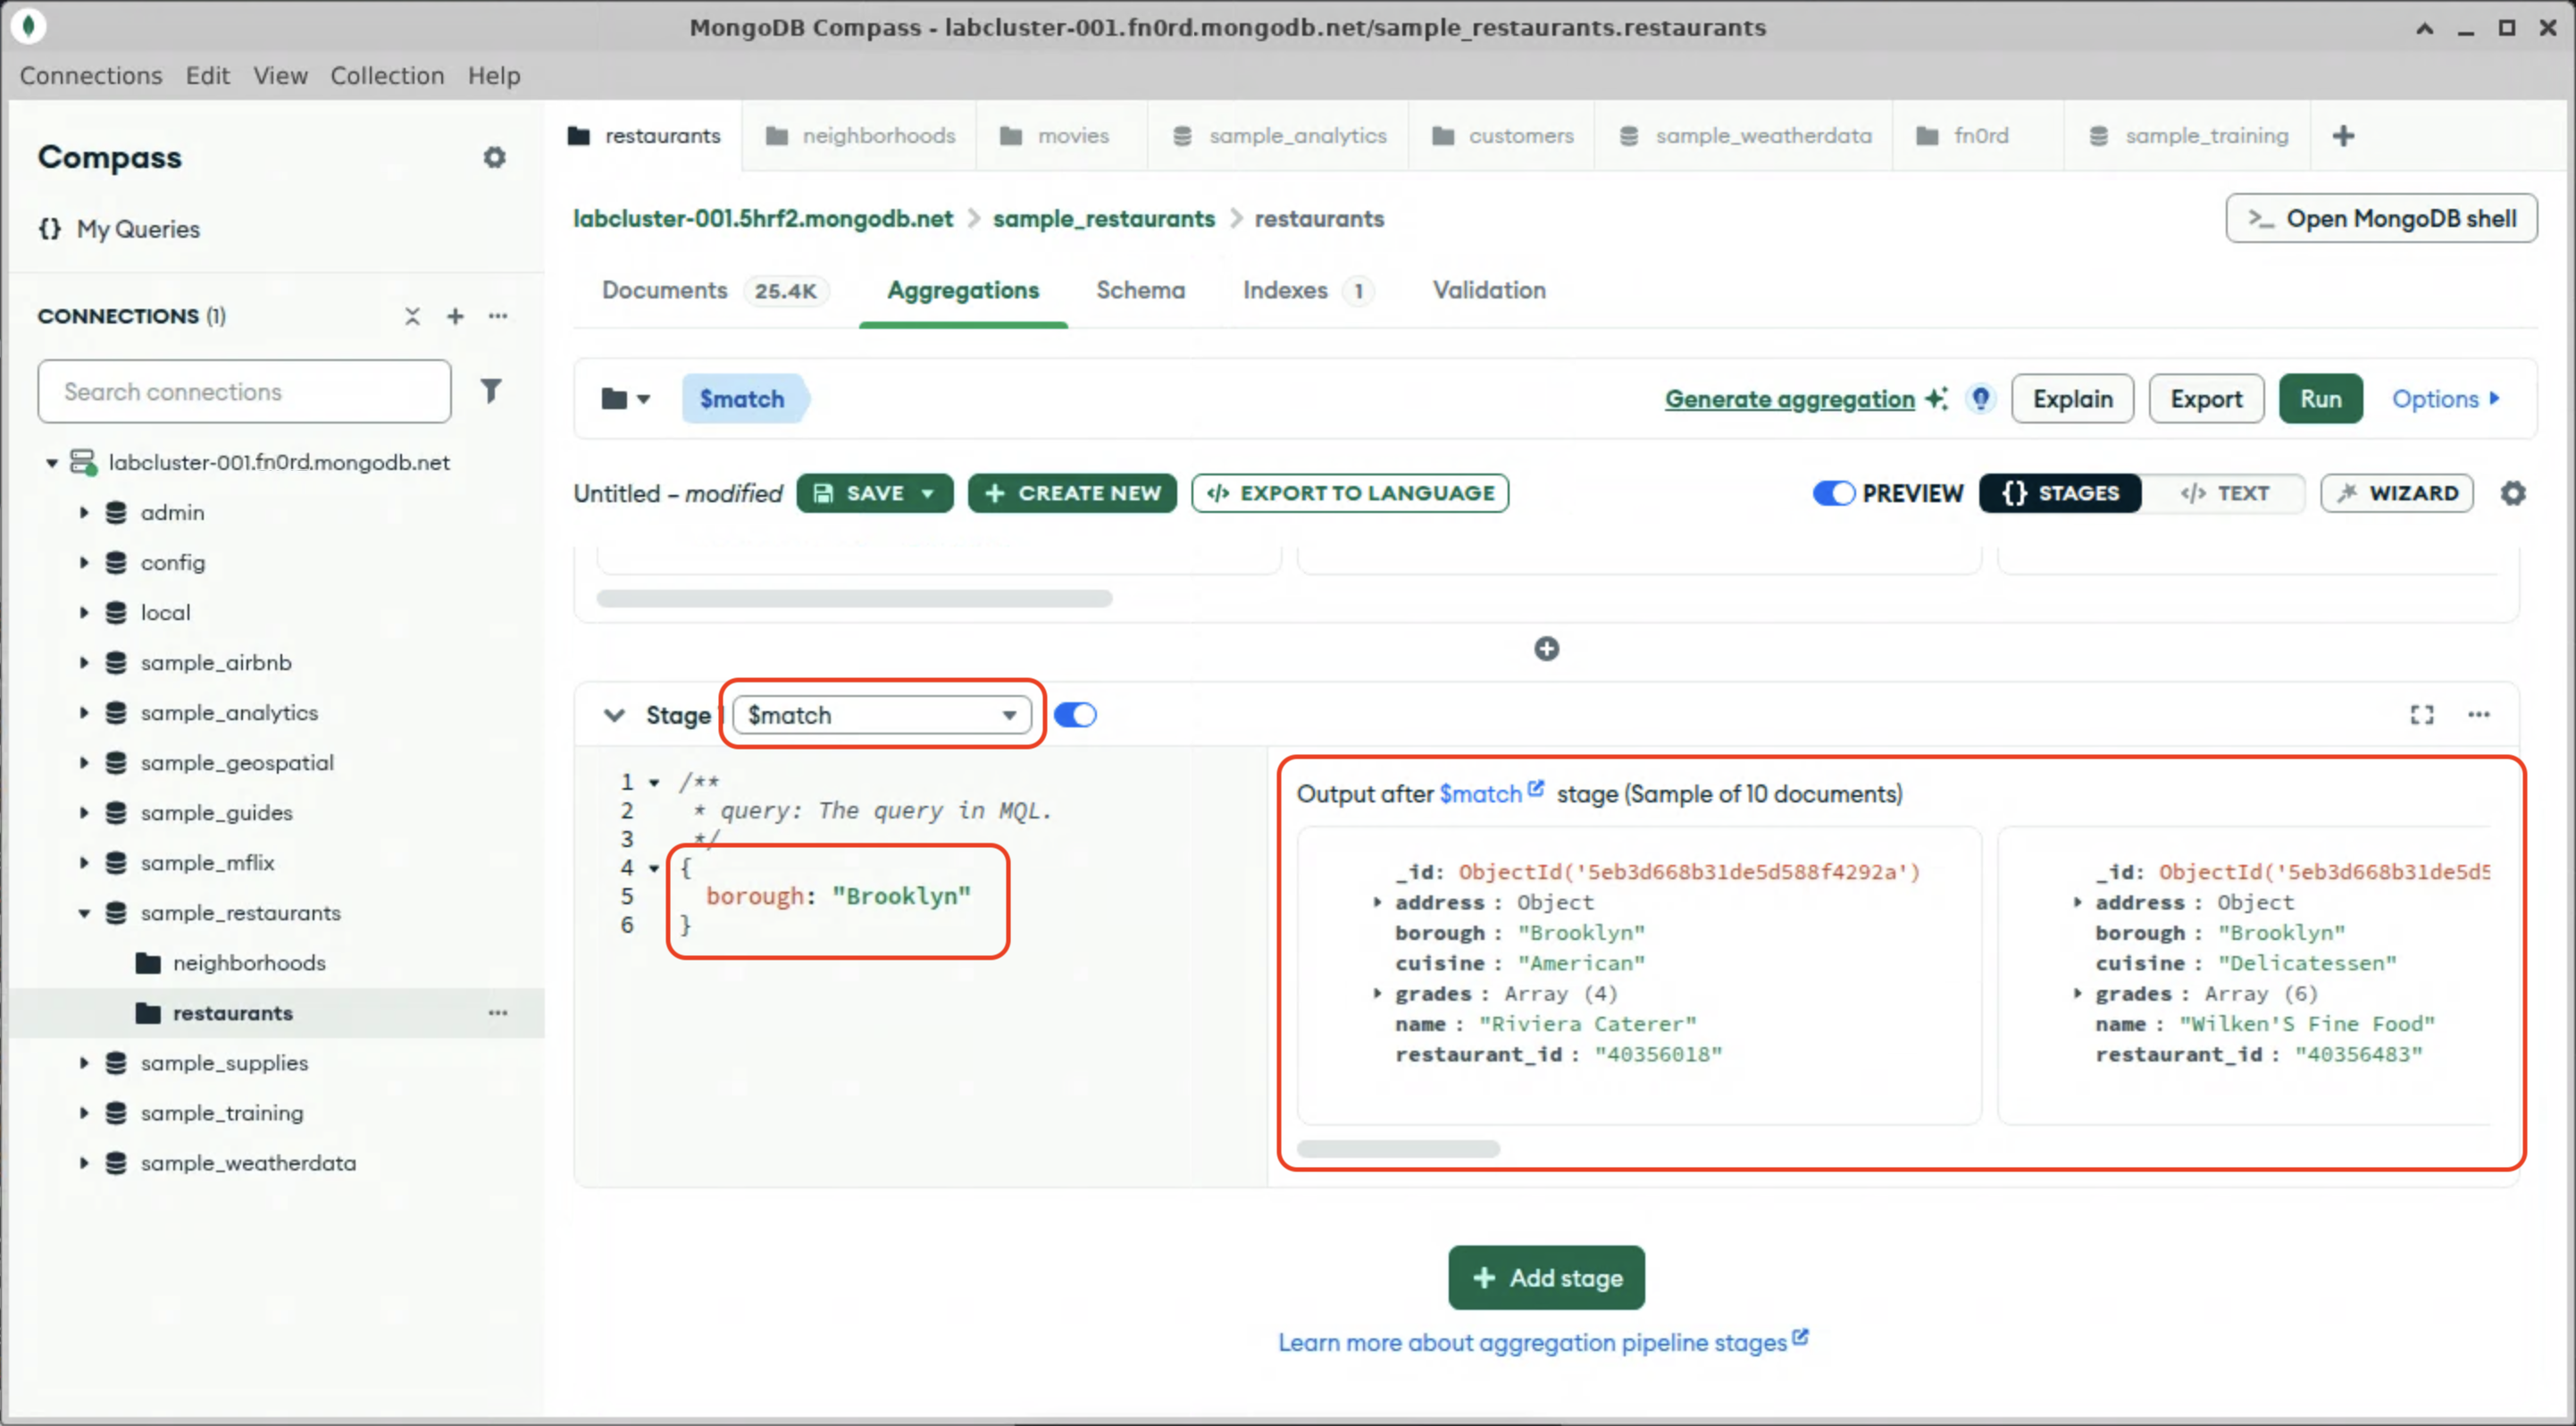 MongoDB Compass - labcluster-001.fn0rd.mongodb.net/sample_restaurants.restaurants
Connections Edit View Collection Help
Compass
{} My Queries
CONNECTIONS (1)
Search connections
labcluster-001.fn0rd.mongodb.net
admin
config
local
sample_airbnb
sample_analytics
sample_geospatial
sample_guides
sample_mflix
sample_restaurants
neighborhoods
restaurants
sample_supplies
sample_training
sample_weatherdata
restaurants neighborhoods movies sample_analytics customers sample_weatherdata fn0rd sample_training
labcluster-001.5hrf2.mongodb.net > sample_restaurants > restaurants
>_ Open MongoDB shell
Documents 25.4K Aggregations Schema Indexes 1 Validation
$match Generate aggregation Explain Export Run Options
Untitled – modified SAVE + CREATE NEW </> EXPORT TO LANGUAGE PREVIEW {} STAGES </> TEXT WIZARD
Stage $match
1 /**
2 * query: The query in MQL.
3 */
4 {
5 borough: "Brooklyn"
6 }
Output after $match stage (Sample of 10 documents)
_id: ObjectId('5eb3d668b31de5d588f4292a')
address : Object
borough : "Brooklyn"
cuisine : "American"
grades : Array (4)
name : "Riviera Caterer"
restaurant_id : "40356018"
_id: ObjectId('5eb3d668b31de5d5
address : Object
borough : "Brooklyn"
cuisine : "Delicatessen"
grades : Array (6)
name : "Wilken'S Fine Food"
restaurant_id : "40356483"
+ Add stage
Learn more about aggregation pipeline stages